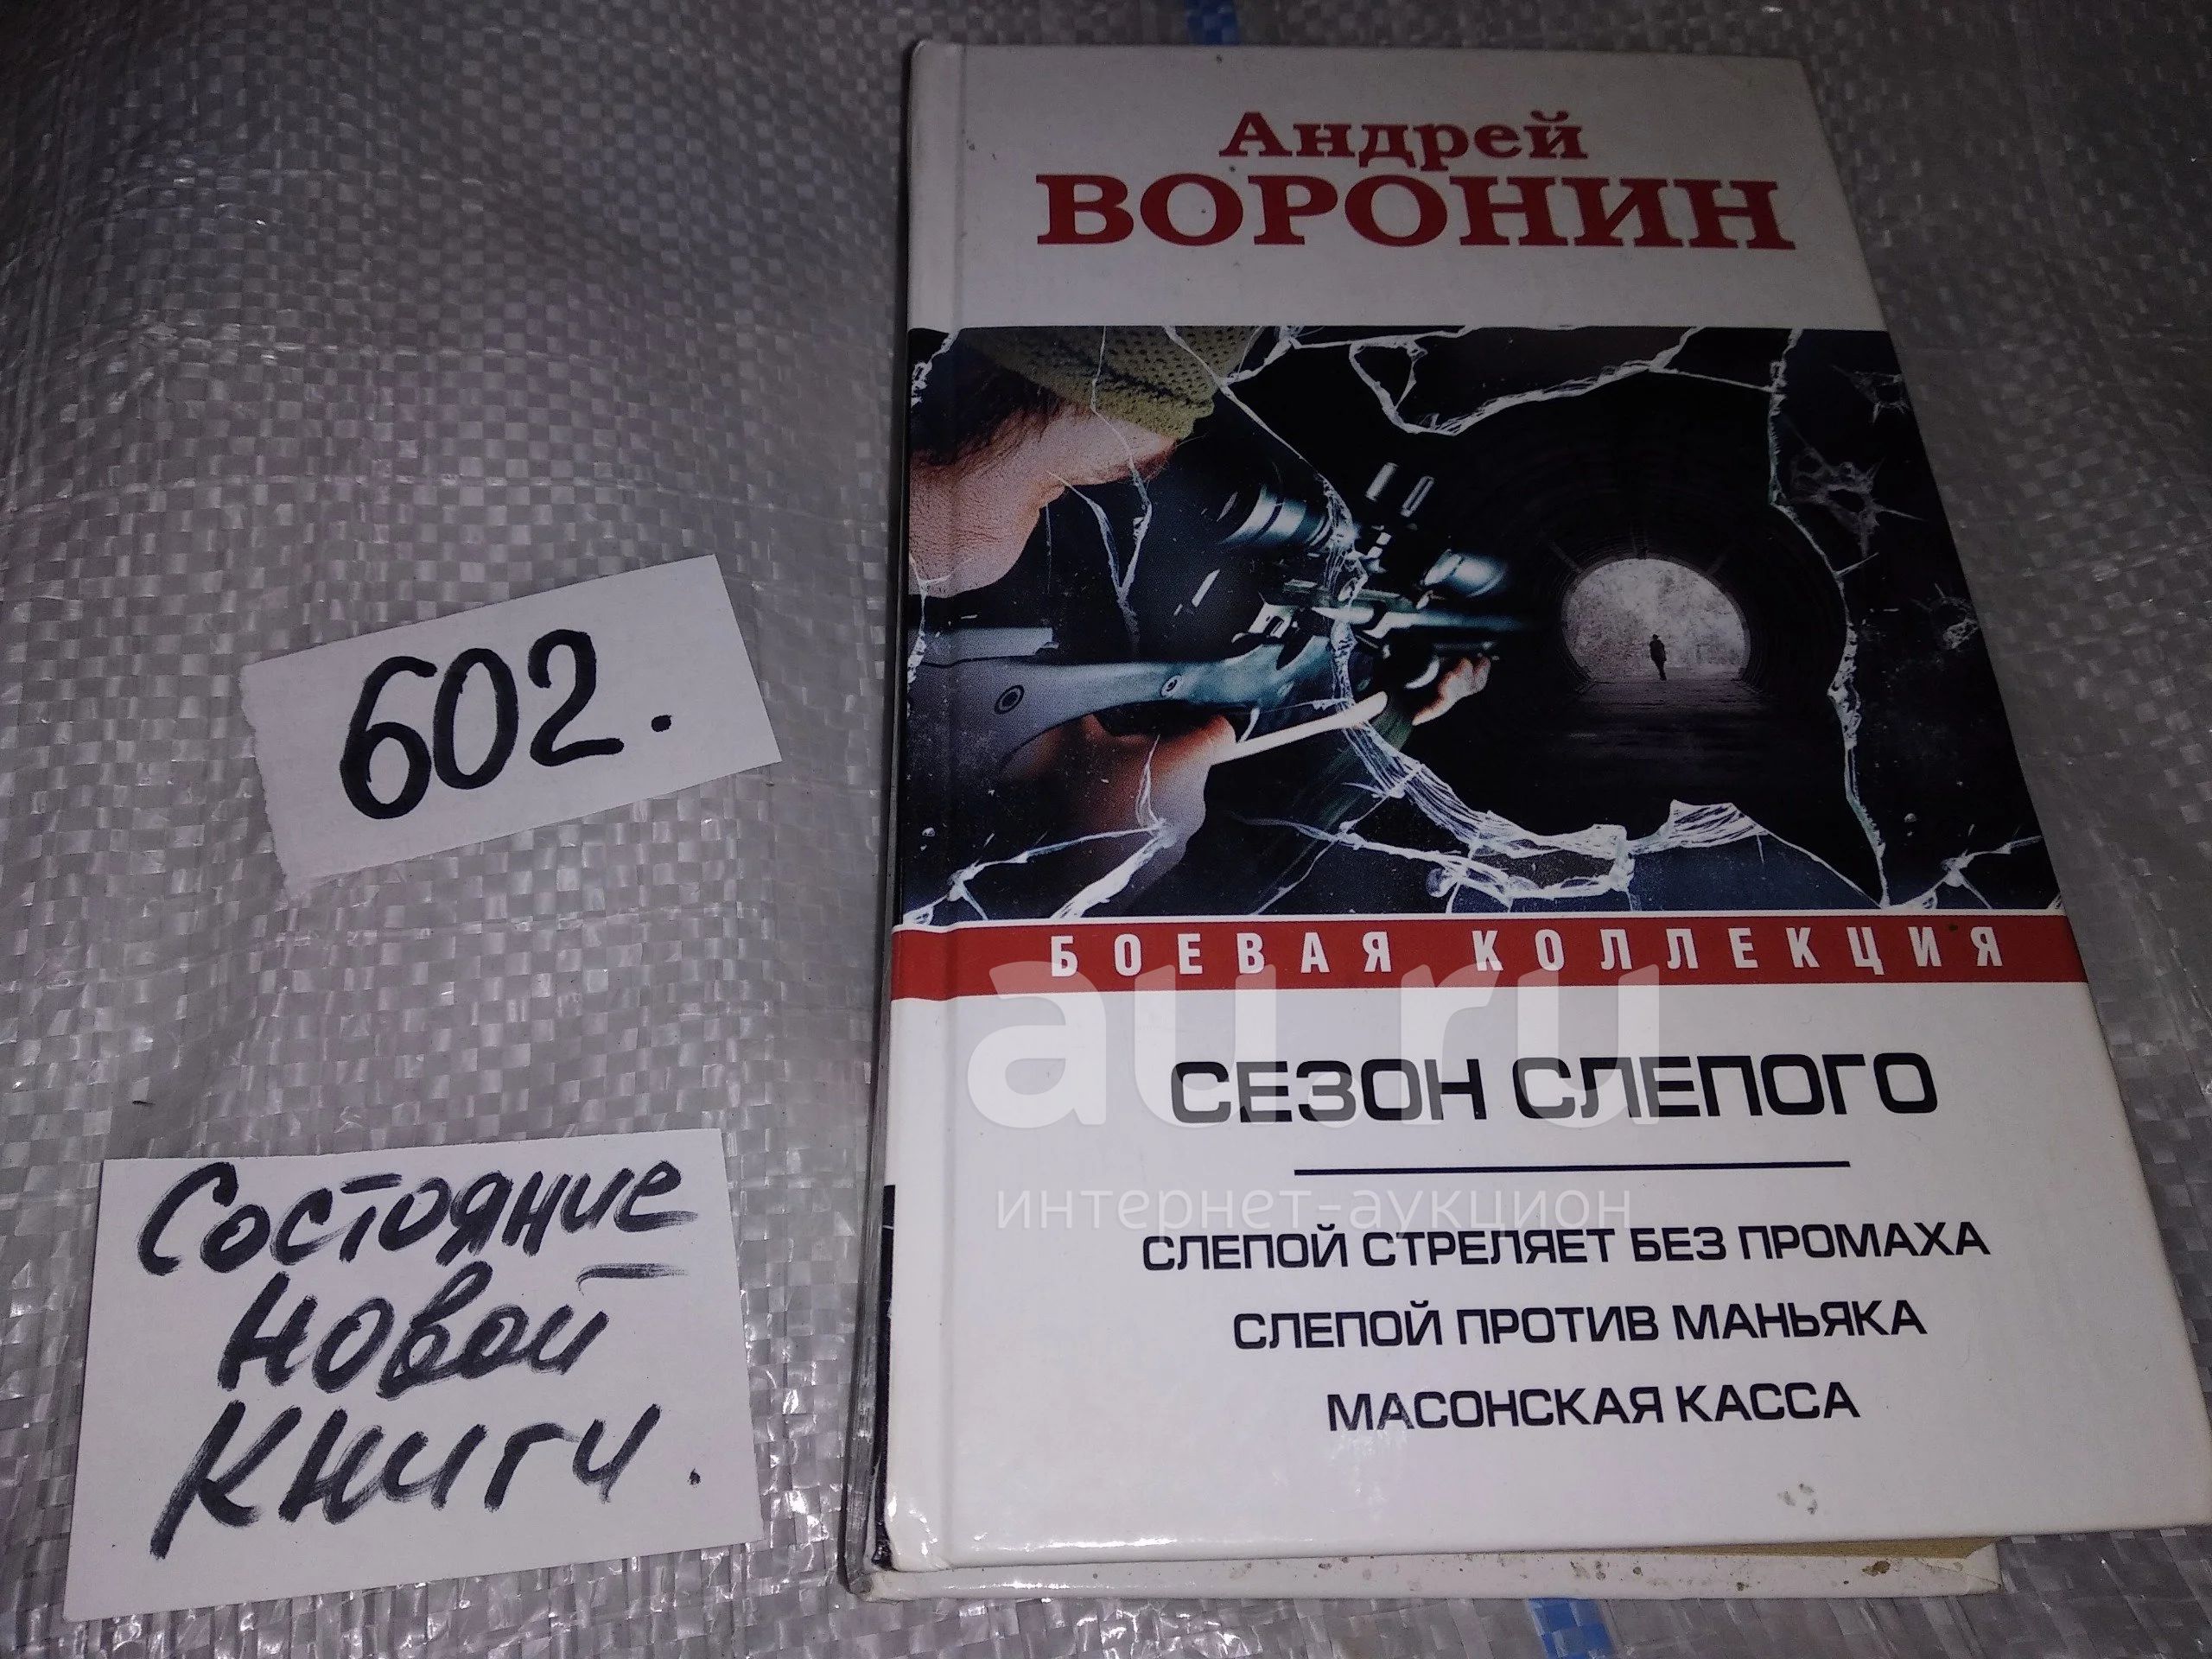 Андрей
ВОРОНИН
602.
БОЕВАЯ КОЛЛЕКЦИЯ
au.ru
СЕЗОН СЛЕПОГО
интернет-аукцион
СЛЕПОЙ СТРЕЛЯЕТ БЕЗ ПРОМАХА
СЛЕПОЙ ПРОТИВ МАНЬЯКА
МАСОНСКАЯ КАССА
Состояние
новой
книги.